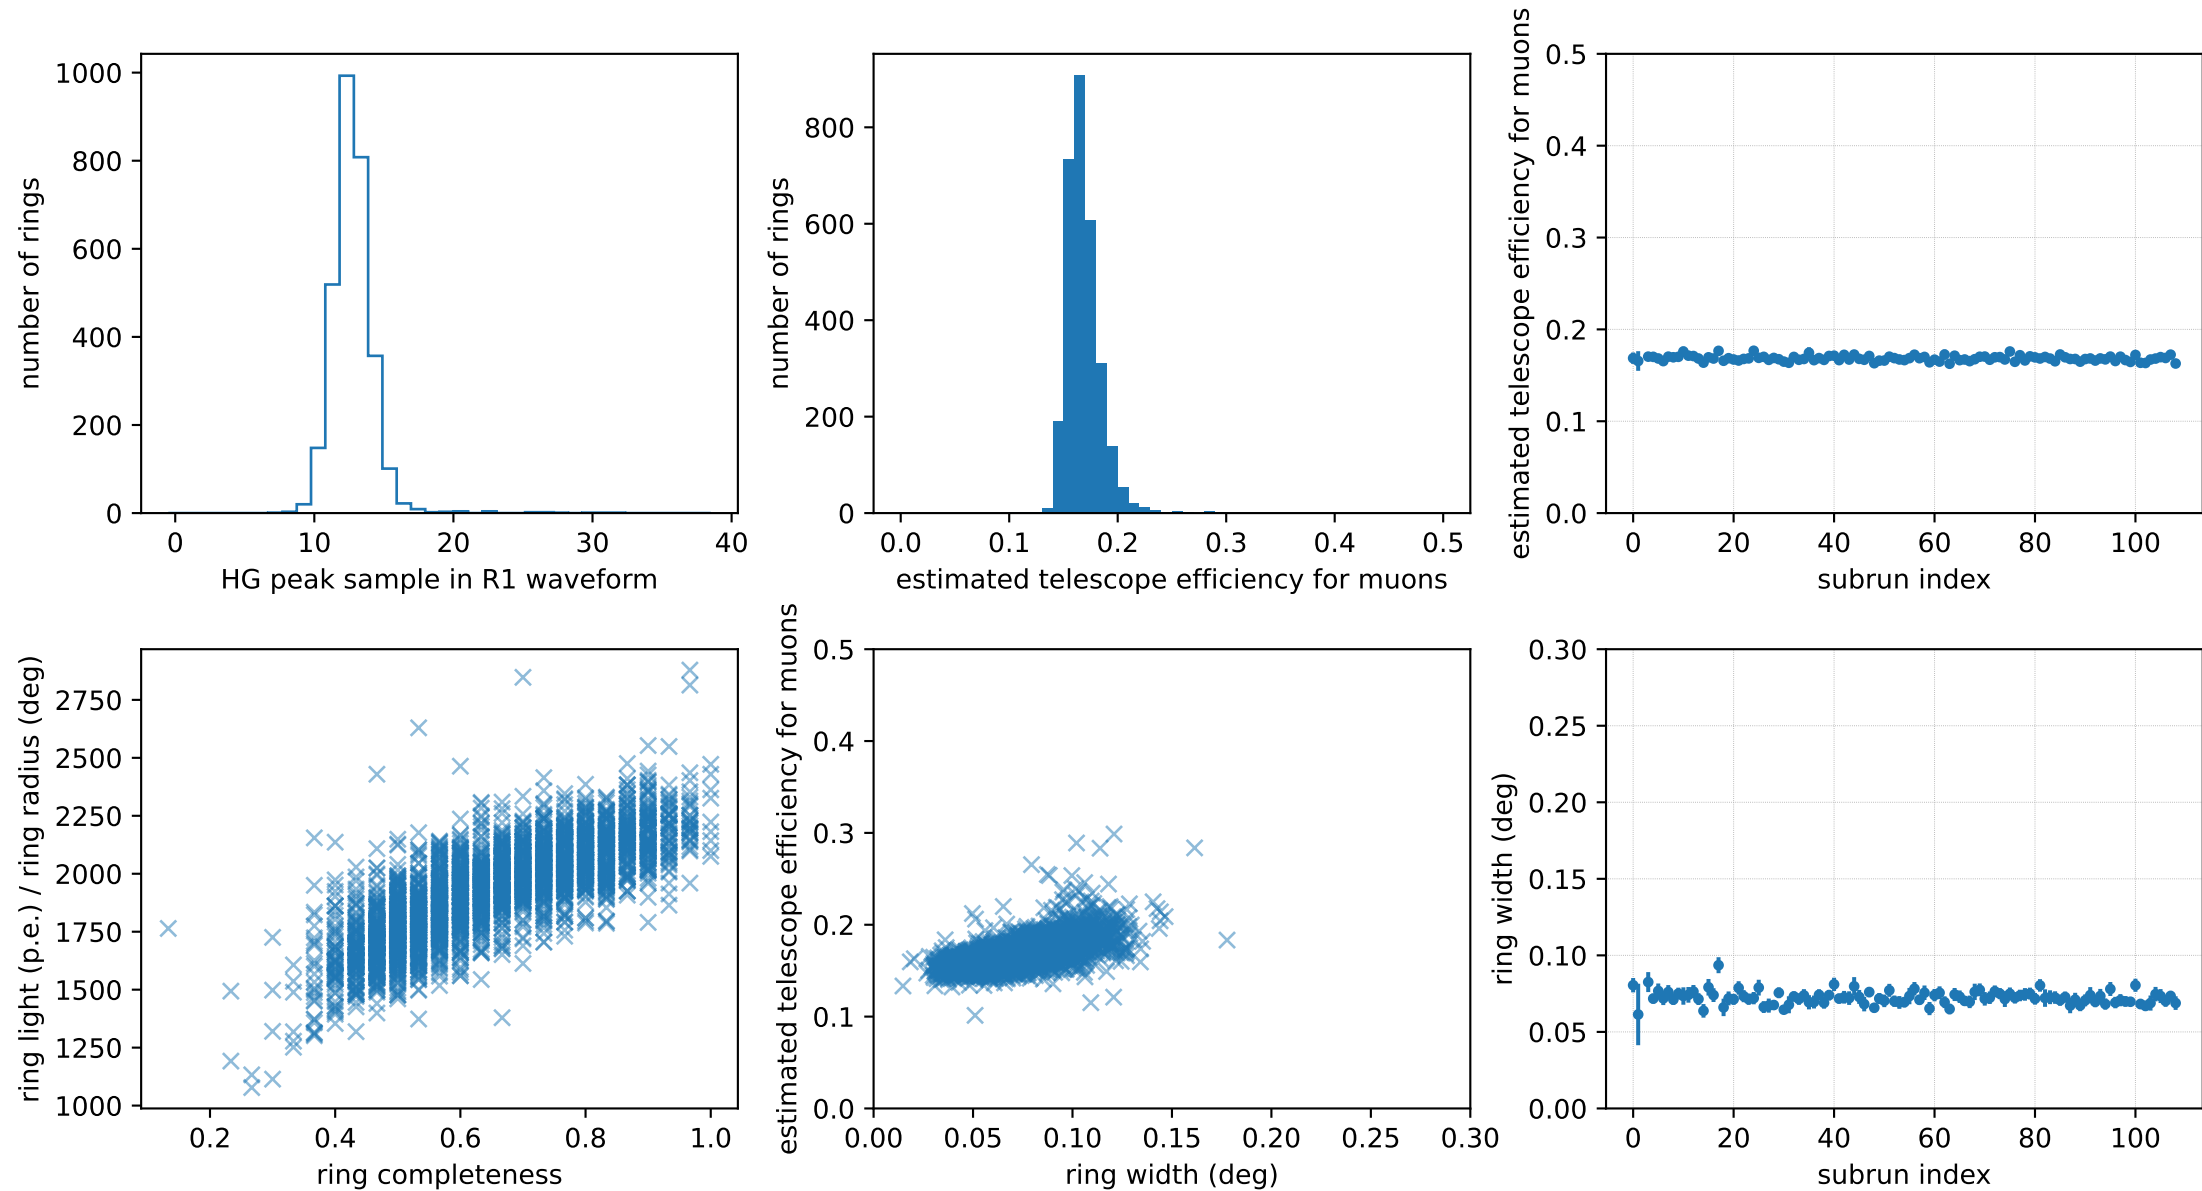 1000
800
600
400
200
0
number of rings
0 10 20 30 40
HG peak sample in R1 waveform
800
600
400
200
0
number of rings
0.0 0.1 0.2 0.3 0.4 0.5
estimated telescope efficiency for muons
0.5
0.4
0.3
0.2
0.1
0.0
estimated telescope efficiency for muons
0 20 40 60 80 100
subrun index
2750
2500
2250
2000
1750
1500
1250
1000
ring light (p.e.) / ring radius (deg)
0.2 0.4 0.6 0.8 1.0
ring completeness
0.5
0.4
0.3
0.2
0.1
0.0
estimated telescope efficiency for muons
0.00 0.05 0.10 0.15 0.20 0.25 0.30
ring width (deg)
0.30
0.25
0.20
0.15
0.10
0.05
0.00
ring width (deg)
0 20 40 60 80 100
subrun index